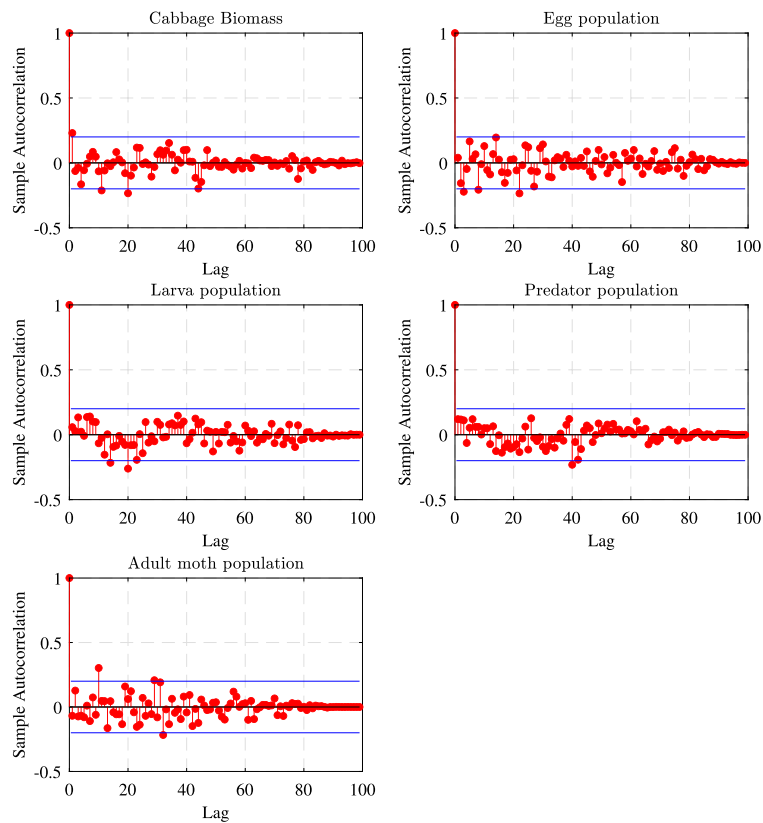 Cabbage Biomass
Sample Autocorrelation
1
0.5
0
-0.5
0 20 40 60 80 100
Lag
Egg population
Sample Autocorrelation
1
0.5
0
-0.5
0 20 40 60 80 100
Lag
Larva population
Sample Autocorrelation
1
0.5
0
-0.5
0 20 40 60 80 100
Lag
Predator population
Sample Autocorrelation
1
0.5
0
-0.5
0 20 40 60 80 100
Lag
Adult moth population
Sample Autocorrelation
1
0.5
0
-0.5
0 20 40 60 80 100
Lag